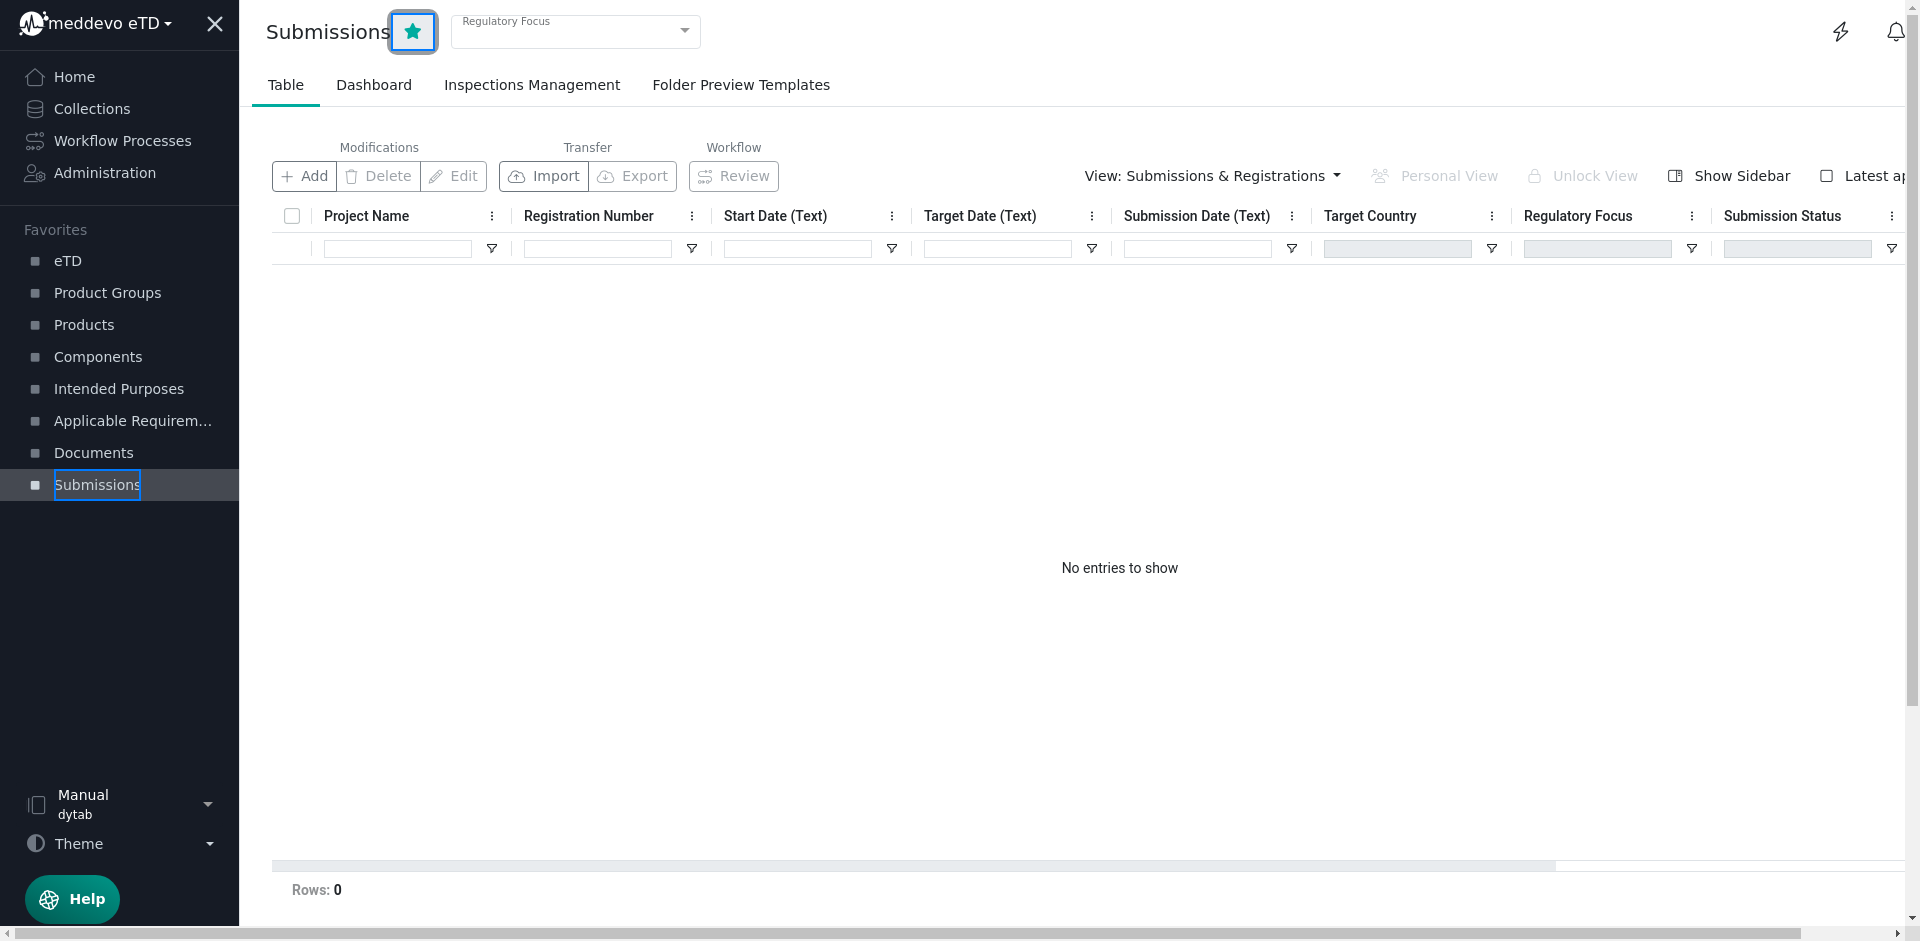 meddevo eTD
Home
Collections
Workflow Processes
Administration
Favorites
eTD
Product Groups
Products
Components
Intended Purposes
Applicable Requirem...
Documents
Submissions
Manual
dytab
Theme
Help
Submissions
Regulatory Focus
Table Dashboard Inspections Management Folder Preview Templates
Modifications Transfer Workflow
Add Delete Edit Import Export Review View: Submissions & Registrations Personal View Unlock View Show Sidebar Latest ap
Project Name Registration Number Start Date (Text) Target Date (Text) Submission Date (Text) Target Country Regulatory Focus Submission Status
No entries to show
Rows: 0